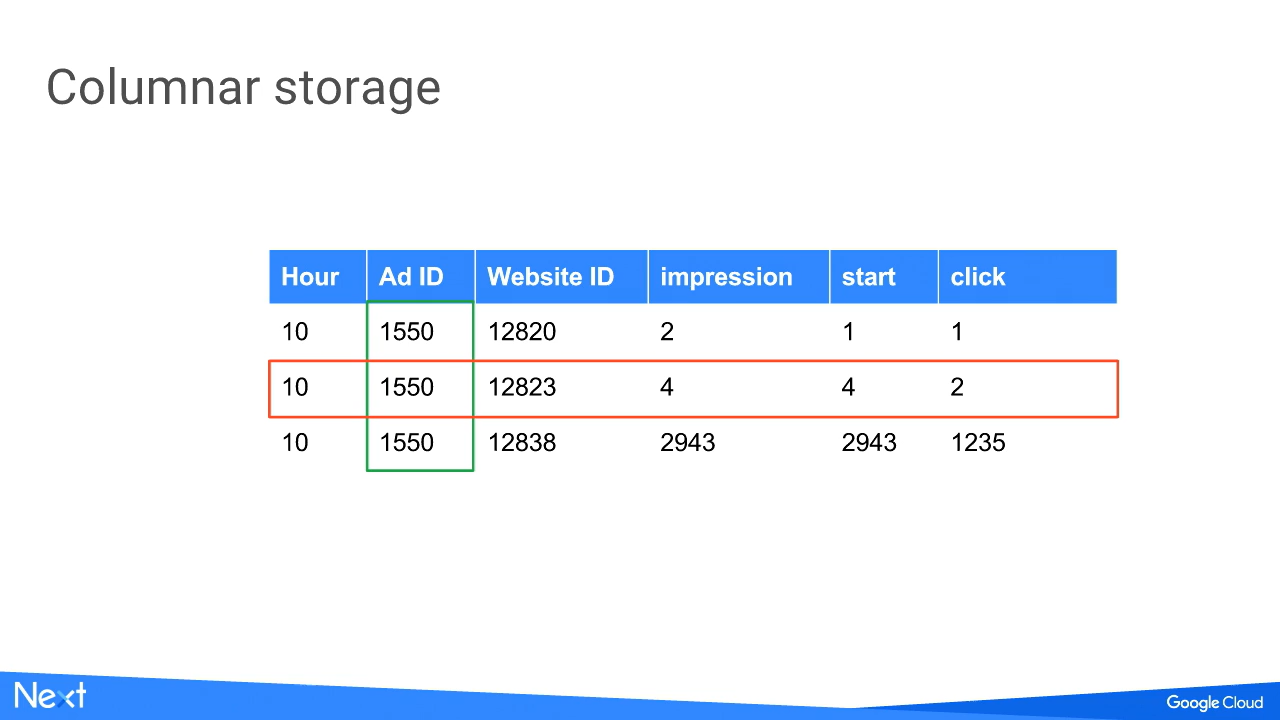 Columnar storage
Hour Ad ID Website ID impression start click
10 1550 12820 2 1 1
10 1550 12823 4 4 2
10 1550 12838 2943 2943 1235
Next
Google Cloud